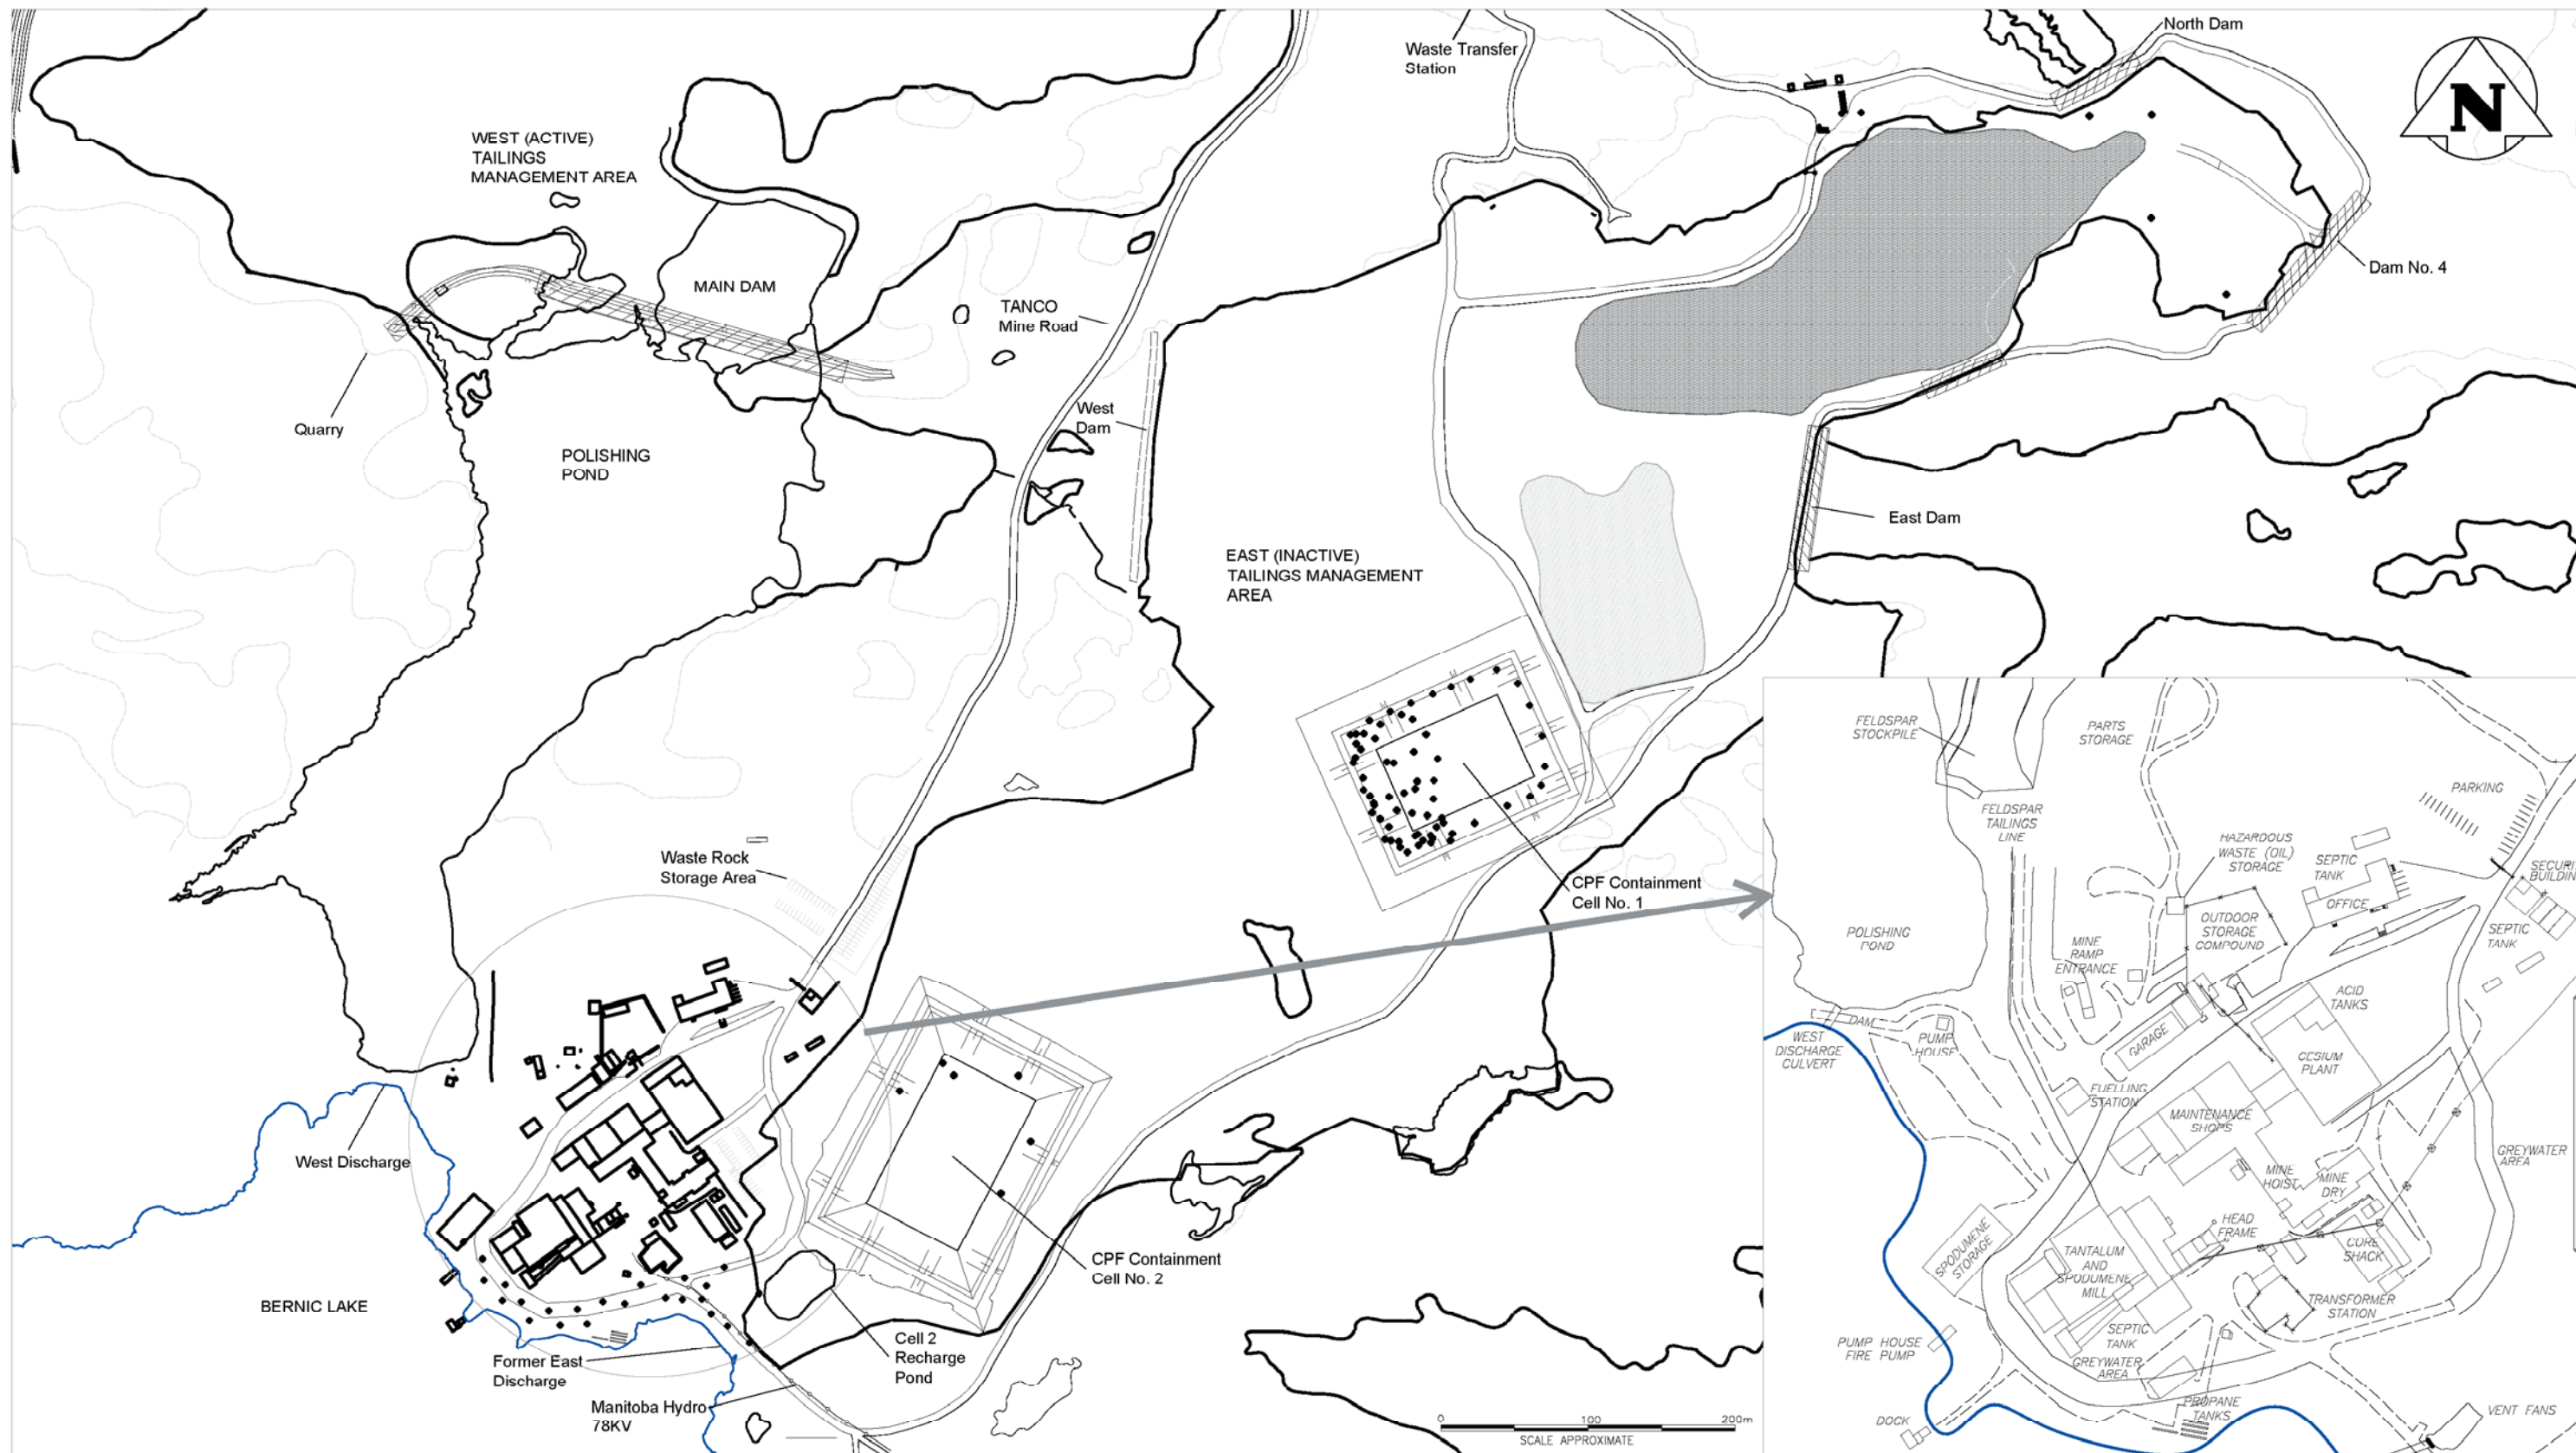 North Dam
Waste Transfer
Station
N
WEST (ACTIVE)
TAILINGS
MANAGEMENT AREA
MAIN DAM
TANCO
Mine Road
Dam No. 4
Quarry
West
Dam
POLISHING
POND
East Dam
EAST (INACTIVE)
TAILINGS MANAGEMENT
AREA
Waste Rock
Storage Area
CPF Containment
Cell No. 1
West Discharge
CPF Containment
Cell No. 2
BERNIC LAKE
Cell 2
Recharge
Pond
Former East
Discharge
Manitoba Hydro
78KV
0 100 200m
SCALE APPROXIMATE
FELDSPAR
STOCKPILE
PARTS
STORAGE
PARKING
FELDSPAR
TAILINGS
LINE
HAZARDOUS
WASTE (OIL)
STORAGE
SEPTIC
TANK
SECURI
BUILDIN
OFFICE
POLISHING
POND
OUTDOOR
STORAGE
COMPOUND
SEPTIC
TANK
MINE
RAMP
ENTRANCE
ACID
TANKS
DAM
WEST
DISCHARGE
CULVERT
PUMP
HOUSE
GARAGE
CESIUM
PLANT
FUELLING
STATION
MAINTENANCE
SHOPS
GREYWATER
AREA
MINE
HOIST
MINE
DRY
SPODUMENE
STORAGE
HEAD
FRAME
CORE
SHACK
TANTALUM
AND
SPODUMENE
MILL
TRANSFORMER
STATION
SEPTIC
TANK
PUMP HOUSE
FIRE PUMP
GREYWATER
AREA
PROPANE
TANKS
DOCK
VENT FANS